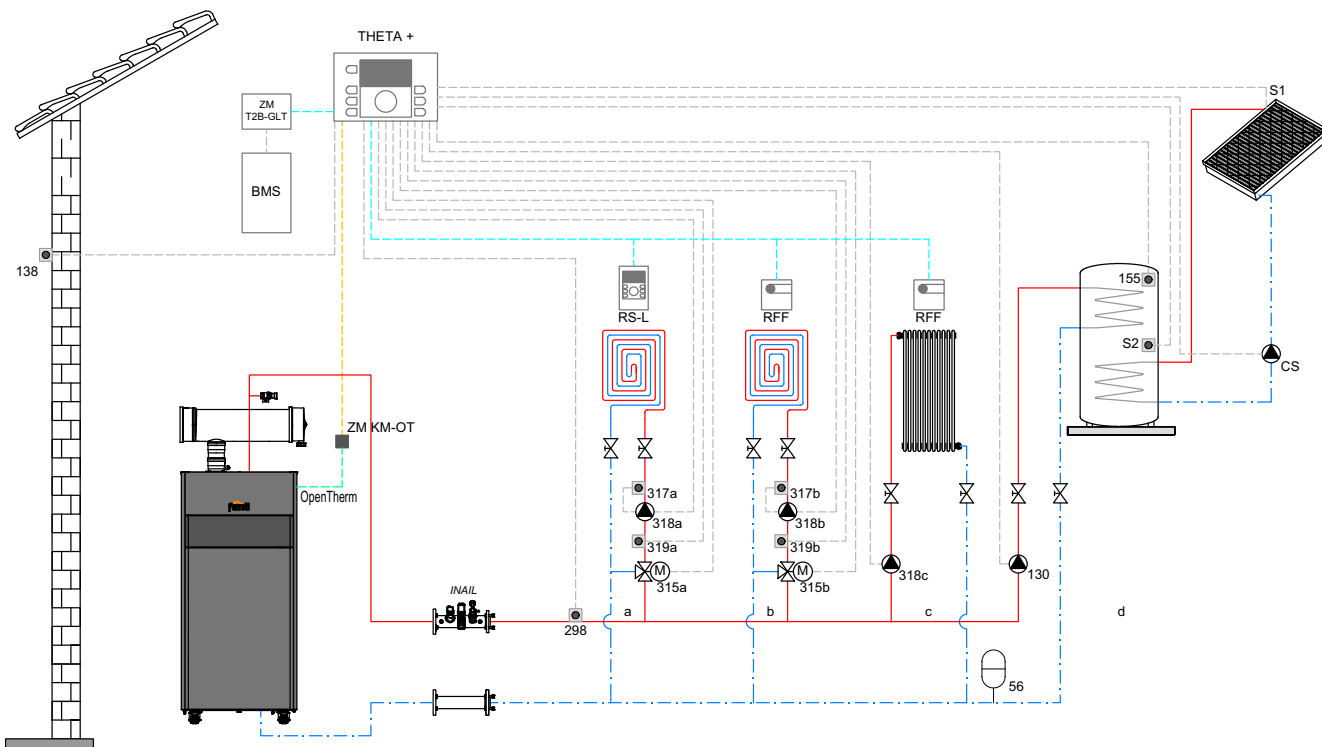 THETA +
S1
ZM
T2B-GLT
BMS
138
155
RS-L
RFF
RFF
S2
CS
ZM KM-OT
OpenTherm
ferroli
317a
317b
318a
318b
319a
319b
M
M
318c
130
315a
315b
INAIL
a
b
c
d
298
56